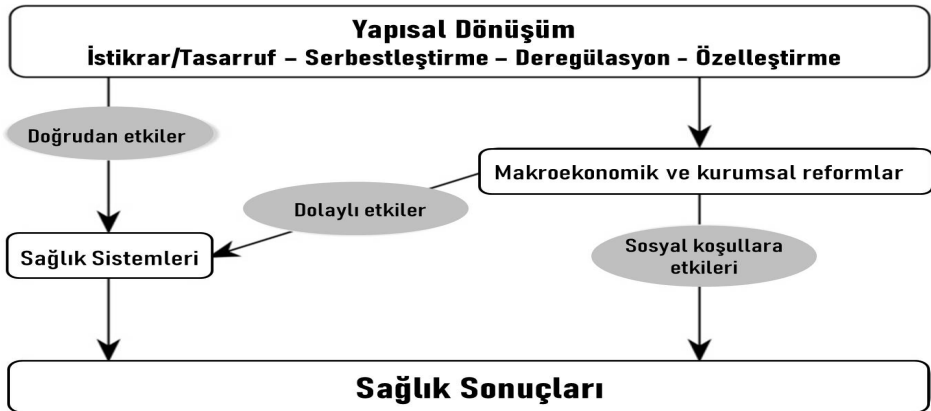 Yapısal Dönüşüm
İstikrar/Tasarruf – Serbestleştirme – Deregülasyon - Özelleştirme
Doğrudan etkiler
Makroekonomik ve kurumsal reformlar
Dolaylı etkiler
Sağlık Sistemleri
Sosyal koşullara
etkileri
Sağlık Sonuçları